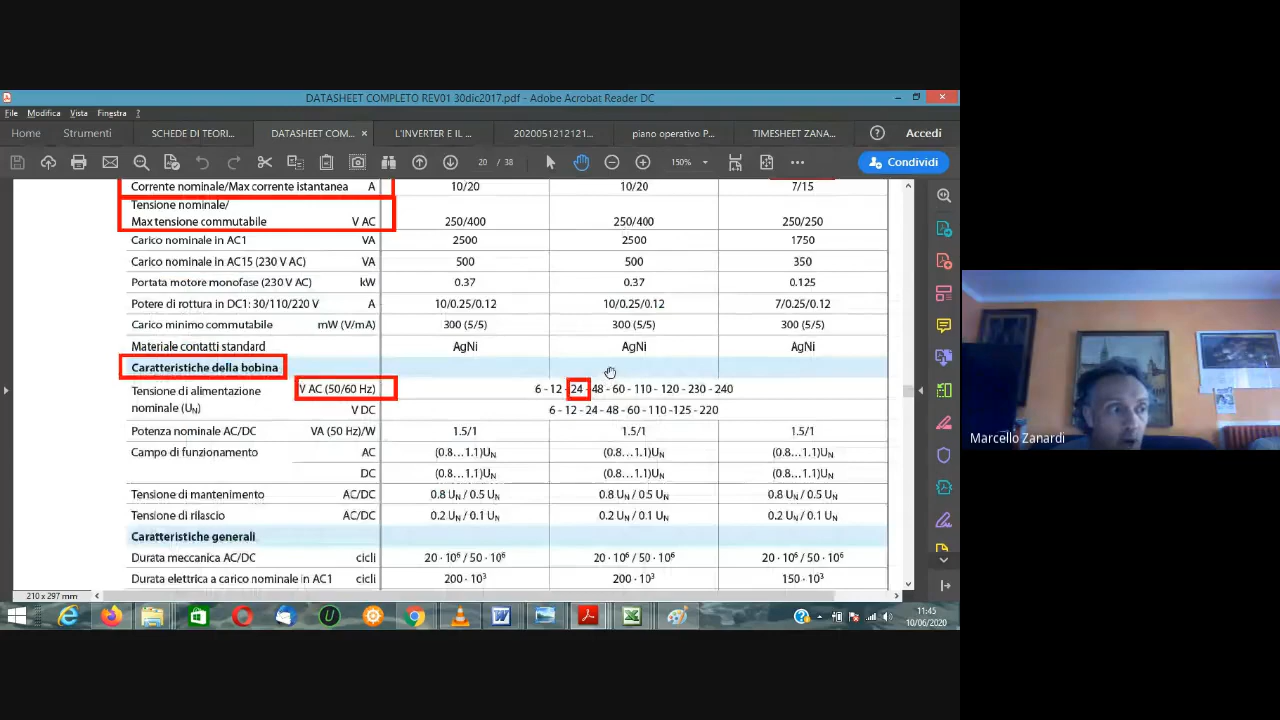 DATASHEET COMPLETO REV01 30dic2017.pdf - Adobe Acrobat Reader DC
File Modifica Vista Finestra ?
Home Strumenti SCHEDE DI TEORI... DATASHEET COM... × L'INVERTER E IL ... 2020051212121... piano operativo P... TIMESHEET ZANA... Accedi
20 / 38 150% Condividi
Corrente nominale/Max corrente istantanea A 10/20 10/20 7/15
Tensione nominale/
Max tensione commutabile V AC 250/400 250/400 250/250
Carico nominale in AC1 VA 2500 2500 1750
Carico nominale in AC15 (230 V AC) VA 500 500 350
Portata motore monofase (230 V AC) kW 0.37 0.37 0.125
Potere di rottura in DC1: 30/110/220 V A 10/0.25/0.12 10/0.25/0.12 7/0.25/0.12
Carico minimo commutabile mW (V/mA) 300 (5/5) 300 (5/5) 300 (5/5)
Materiale contatti standard AgNi AgNi AgNi
Caratteristiche della bobina
Tensione di alimentazione V AC (50/60 Hz) 6 - 12 - 24 - 48 - 60 - 110 - 120 - 230 - 240
nominale (UN) V DC 6 - 12 - 24 - 48 - 60 - 110 -125 - 220
Potenza nominale AC/DC VA (50 Hz)/W 1.5/1 1.5/1 1.5/1
Campo di funzionamento AC (0.8…1.1)UN (0.8…1.1)UN (0.8…1.1)UN
DC (0.8…1.1)UN (0.8…1.1)UN (0.8…1.1)UN
Tensione di mantenimento AC/DC 0.8 UN / 0.5 UN 0.8 UN / 0.5 UN 0.8 UN / 0.5 UN
Tensione di rilascio AC/DC 0.2 UN / 0.1 UN 0.2 UN / 0.1 UN 0.2 UN / 0.1 UN
Caratteristiche generali
Durata meccanica AC/DC cicli 20 · 10⁶ / 50 · 10⁶ 20 · 10⁶ / 50 · 10⁶ 20 · 10⁶ / 50 · 10⁶
Durata elettrica a carico nominale in AC1 cicli 200 · 10³ 200 · 10³ 150 · 10³
210 x 297 mm
11:45
10/06/2020
Marcello Zanardi